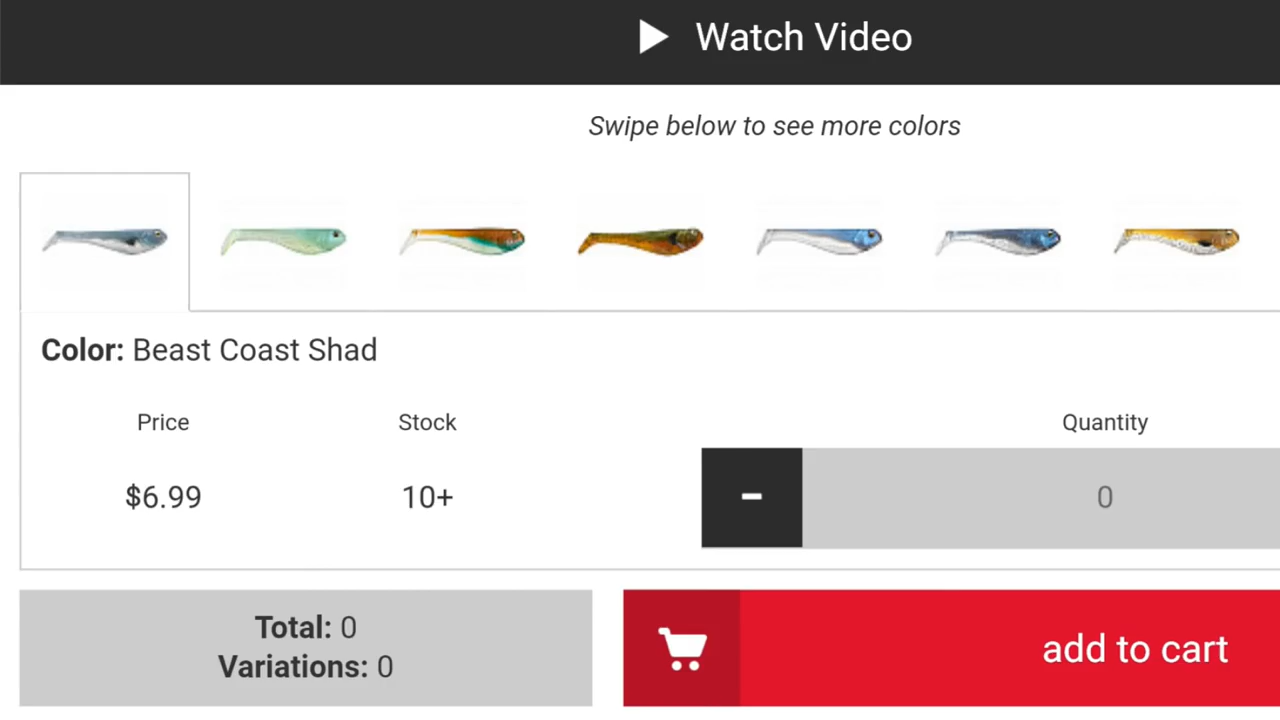 Watch Video
Swipe below to see more colors
Color: Beast Coast Shad
Price Stock Quantity
$6.99 10+ 0
Total: 0
Variations: 0
add to cart